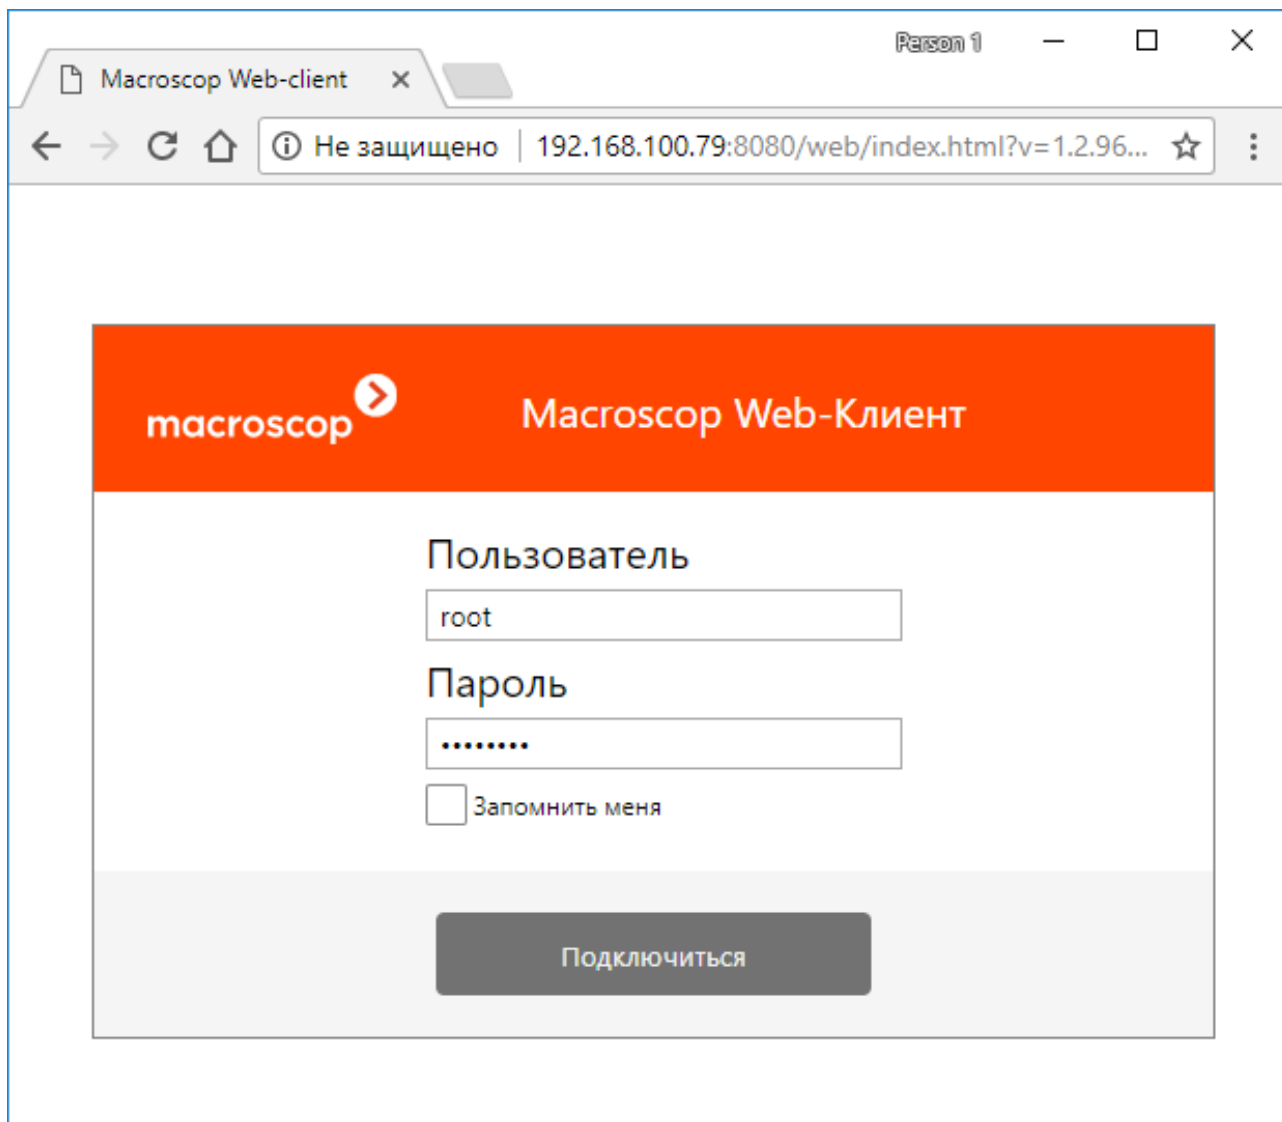 Person 1
Macroscop Web-client
Не защищено 192.168.100.79:8080/web/index.html?v=1.2.96...
macroscop Macroscop Web-Клиент
Пользователь
root
Пароль
••••••••
Запомнить меня
Подключиться